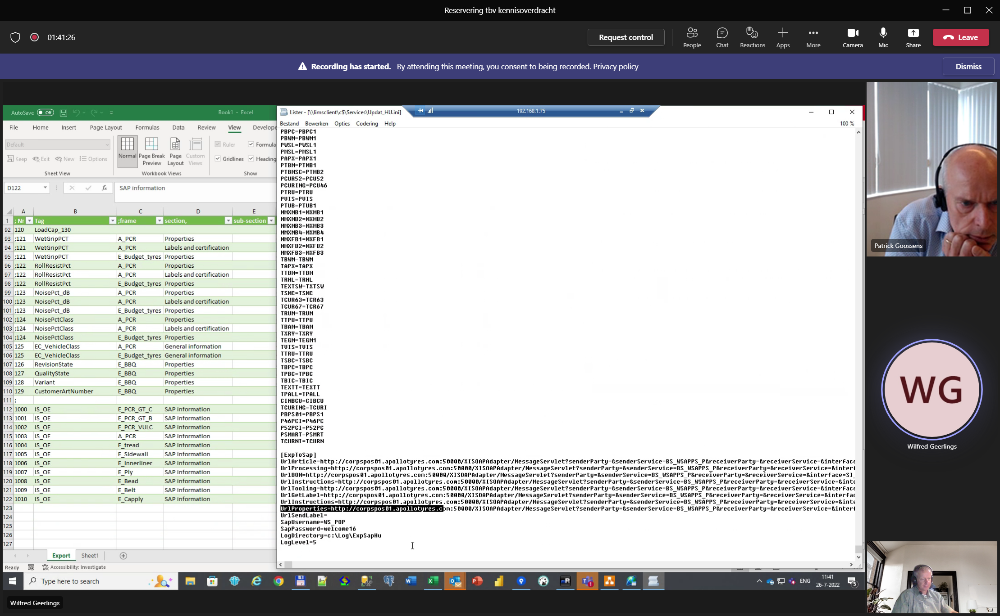 Reservering tbv kennisoverdracht
01:41:26
Request control
People
Chat
Reactions
Apps
More
Camera
Mic
Share
Leave
Recording has started. By attending this meeting, you consent to being recorded. Privacy policy
Dismiss
AutoSave Off
Book1 - Excel
File Home Insert Page Layout Formulas Data Review View Develope
Default
Keep Exit New Options
Sheet View
Normal
Page Break Preview
Page Layout
Custom Views
Workbook Views
Ruler
Formula
Gridlines
Heading
Show
D122
fx
SAP information
A B C D E
1 ; Nr Tag ;frame section, sub-section
92 120 LoadCap_130
93 ;121 WetGripPCT A_PCR Properties
94 ;121 WetGripPCT A_PCR Labels and certification
95 ;121 WetGripPCT E_Budget_tyres Properties
96 ;122 RollResistPct A_PCR Properties
97 ;122 RollResistPct A_PCR Labels and certification
98 ;122 RollResistPct E_Budget_tyres Properties
99 ;123 NoisePct_dB A_PCR Properties
100 ;123 NoisePct_dB A_PCR Labels and certification
101 ;123 NoisePct_dB E_Budget_tyres Properties
102 ;124 NoisePctClass A_PCR Properties
103 ;124 NoisePctClass A_PCR Labels and certification
104 ;124 NoisePctClass E_Budget_tyres Properties
105 125 EC_VehicleClass A_PCR General information
106 125 EC_VehicleClass E_Budget_tyres General information
107 126 RevisionState E_BBQ Properties
108 127 QualityState E_BBQ Properties
109 128 Variant E_BBQ Properties
110 129 CustomerArtNumber E_BBQ Properties
111 ;
112 1000 IS_OE E_PCR_GT_C SAP information
113 1001 IS_OE E_PCR_GT_B SAP information
114 1002 IS_OE E_PCR_VULC SAP information
115 1003 IS_OE A_PCR SAP information
116 1004 IS_OE E_tread SAP information
117 1005 IS_OE E_Sidewall SAP information
118 1006 IS_OE E_Innerliner SAP information
119 1007 IS_OE E_Ply SAP information
120 1008 IS_OE E_Bead SAP information
121 1009 IS_OE E_Belt SAP information
122 1010 IS_OE E_Capply SAP information
123
124
125
126
127
Export Sheet1
Ready Accessibility: Investigate
Lister - [\\limsclient\c$\Services\Updat_HU.ini]
192.168.1.75
Bestand Bewerken Opties Codering Help
100 %
PBPC=PBPC1
PBWM=PBWM1
PWSL=PWSL1
PMSL=PMSL1
PAPX=PAPX1
PTBM=PTMB1
PTBMSC=PTMB2
PCUR52=PCU52
PCURING=PCU46
PTRU=PTRU
PVIS=PVIS
PTUB=PTUB1
MMXMB1=MXMB1
MMXMB2=MXMB2
MMXMB3=MXMB3
MMXMB4=MXMB4
MMXFB1=MXFB1
MMXFB2=MXFB2
MMXFB3=MXFB3
TBWM=TBWM
TAPX=TAPX
TTBM=TTBM
TRHL=TRHL
TEXTSW=TXTSW
TSMC=TSMC
TCUR63=TCR63
TCUR67=TCR67
TRUM=TRUM
TTPU=TTPU
TBAM=TBAM
TXRY=TXRY
TEGM=TEGM1
TVIS=TVIS
TTRU=TTRU
TSBC=TSBC
TBPC=TBPC
TPBC=TPBC
TBIC=TBIC
TEXTT=TEXTT
TPALL=TPALL
CINBCU=CIBCU
TCURING=TCURI
PBPS01=PBPS1
P46PCI=P46PC
P52PCI=P52PC
PSMART=PSMRT
TCURNI=TCURN
[ExpToSap]
UrlArticle=http://corpspos01.apollotyres.com:50000/XISOAPAdapter/MessageServlet?senderParty=&senderService=BS_WSAPPS_P&receiverParty=&receiverService=&interface
UrlProcessing=http://corpspos01.apollotyres.com:50000/XISOAPAdapter/MessageServlet?senderParty=&senderService=BS_WSAPPS_P&receiverParty=&receiverService=&interf
UrlBOM=http://corpspos01.apollotyres.com:50000/XISOAPAdapter/MessageServlet?senderParty=&senderService=BS_WSAPPS_P&receiverParty=&receiverService=&interface=SI_
UrlInstructions=http://corpspos01.apollotyres.com:50000/XISOAPAdapter/MessageServlet?senderParty=&senderService=BS_WSAPPS_P&receiverParty=&receiverService=&inte
UrlTooling=http://corpspos01.apollotyres.com:50000/XISOAPAdapter/MessageServlet?senderParty=&senderService=BS_WSAPPS_P&receiverParty=&receiverService=&interface
UrlGetLabel=http://corpspos01.apollotyres.com:50000/XISOAPAdapter/MessageServlet?senderParty=&senderService=BS_WSAPPS_P&receiverParty=&receiverService=&interfac
UrlInstructions=http://corpspos01.apollotyres.com:50000/XISOAPAdapter/MessageServlet?senderParty=&senderService=BS_WSAPPS_P&receiverParty=&receiverService=&inte
UrlProperties=http://corpspos01.apollotyres.com:50000/XISOAPAdapter/MessageServlet?senderParty=&senderService=BS_WSAPPS_P&receiverParty=&receiverService=&interf
UrlSendLabel=
SapUsername=WS_POP
SapPassword=welcome16
LogDirectory=c:\Log\ExpSapHu
LogLevel=5
Type here to search
ENG
11:41
26-7-2022
5
Patrick Goossens
WG
Wilfred Geerlings
Wilfred Geerlings